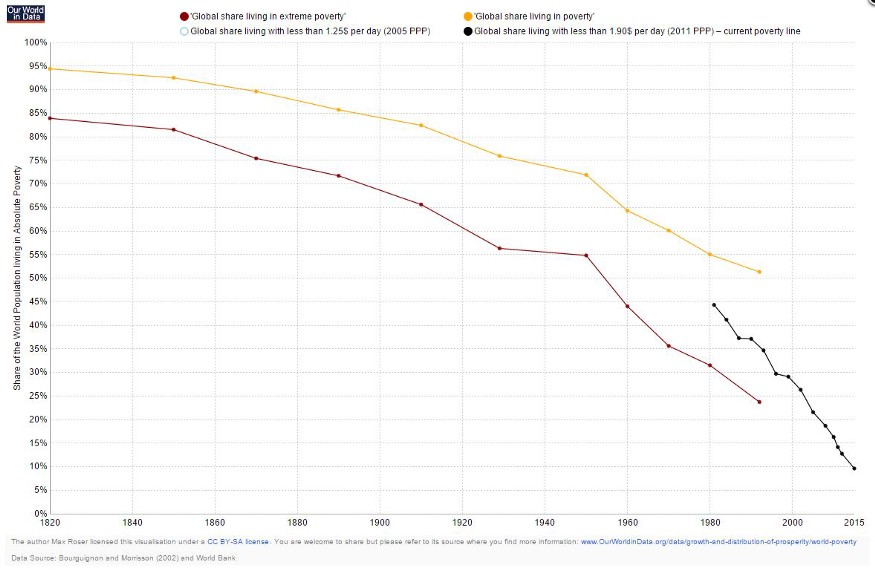 Our World
in Data
'Global share living in extreme poverty'
'Global share living in poverty'
Global share living with less than 1.25$ per day (2005 PPP)
Global share living with less than 1.90$ per day (2011 PPP) – current poverty line
Share of the World Population living in Absolute Poverty
100%
95%
90%
85%
80%
75%
70%
65%
60%
55%
50%
45%
40%
35%
30%
25%
20%
15%
10%
5%
0%
1820 1840 1860 1880 1900 1920 1940 1960 1980 2000 2015
The author Max Roser licensed this visualisation under a CC BY-SA license. You are welcome to share but please refer to its source where you find more information: www.OurWorldinData.org/data/growth-and-distribution-of-prosperity/world-poverty
Data Source: Bourguignon and Morrisson (2002) and World Bank